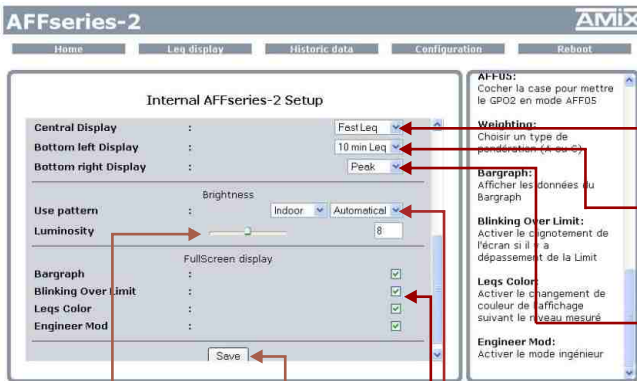 AFFseries-2
AMIX
Home Leq display Historic data Configuration Reboot
Internal AFFseries-2 Setup
Central Display : Fast Leq
Bottom left Display : 10 min Leq
Bottom right Display : Peak
Brightness
Use pattern : Indoor Automatical
Luminosity 8
FullScreen display
Bargraph :
Blinking Over Limit :
Leqs Color :
Engineer Mod :
Save
AFF05:
Cocher la case pour mettre
le GPO2 en mode AFF05
Weighting:
Choisir un type de
pondération (A ou C)
Bargraph:
Afficher les données du
Bargraph
Blinking Over Limit:
Activer le clignotement de
l'écran si il y a
dépassement de la Limit
Leqs Color:
Activer le changement de
couleur de l'affichage
suivant le niveau mesuré
Engineer Mod:
Activer le mode ingénieur